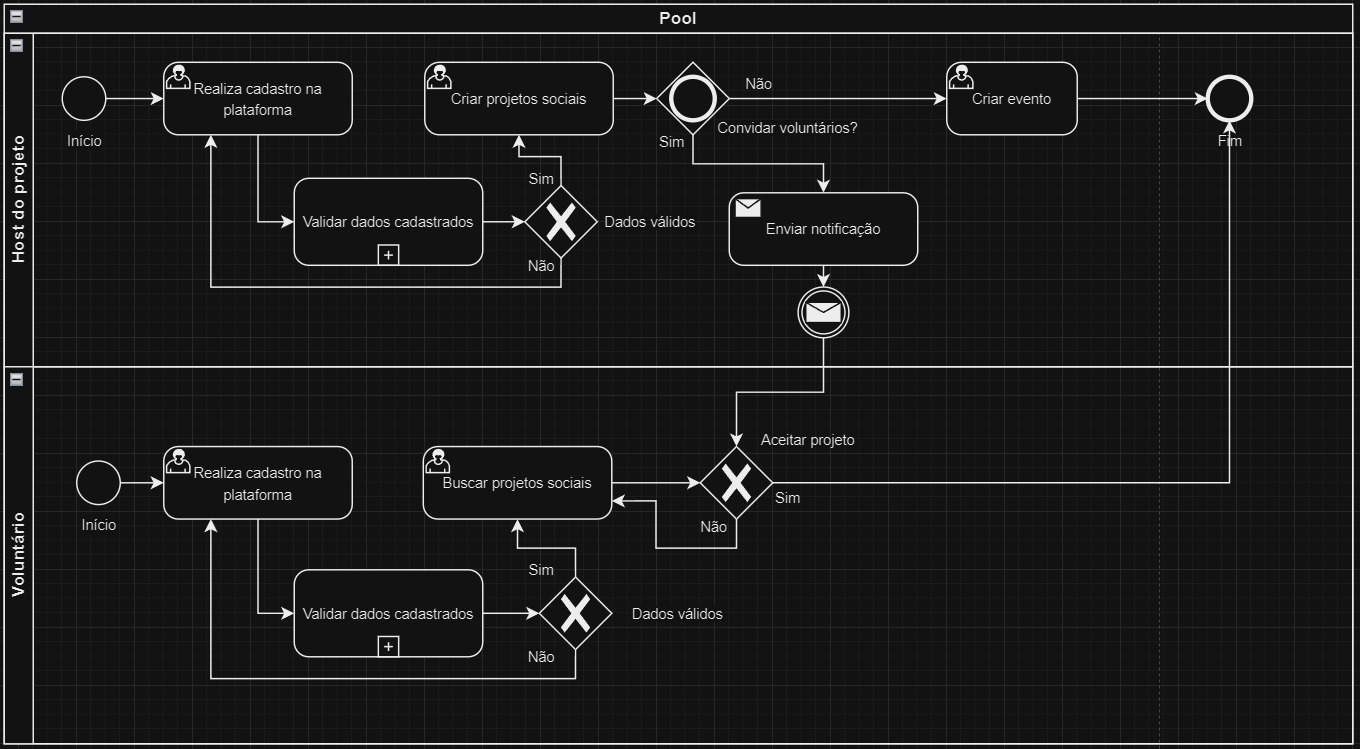 Pool
Host do projeto
Início
Realiza cadastro na
plataforma
Criar projetos sociais
Não
Convidar voluntários?
Sim
Criar evento
Fim
Sim
Validar dados cadastrados
Dados válidos
Não
Enviar notificação
Voluntário
Início
Realiza cadastro na
plataforma
Buscar projetos sociais
Aceitar projeto
Sim
Não
Sim
Validar dados cadastrados
Dados válidos
Não